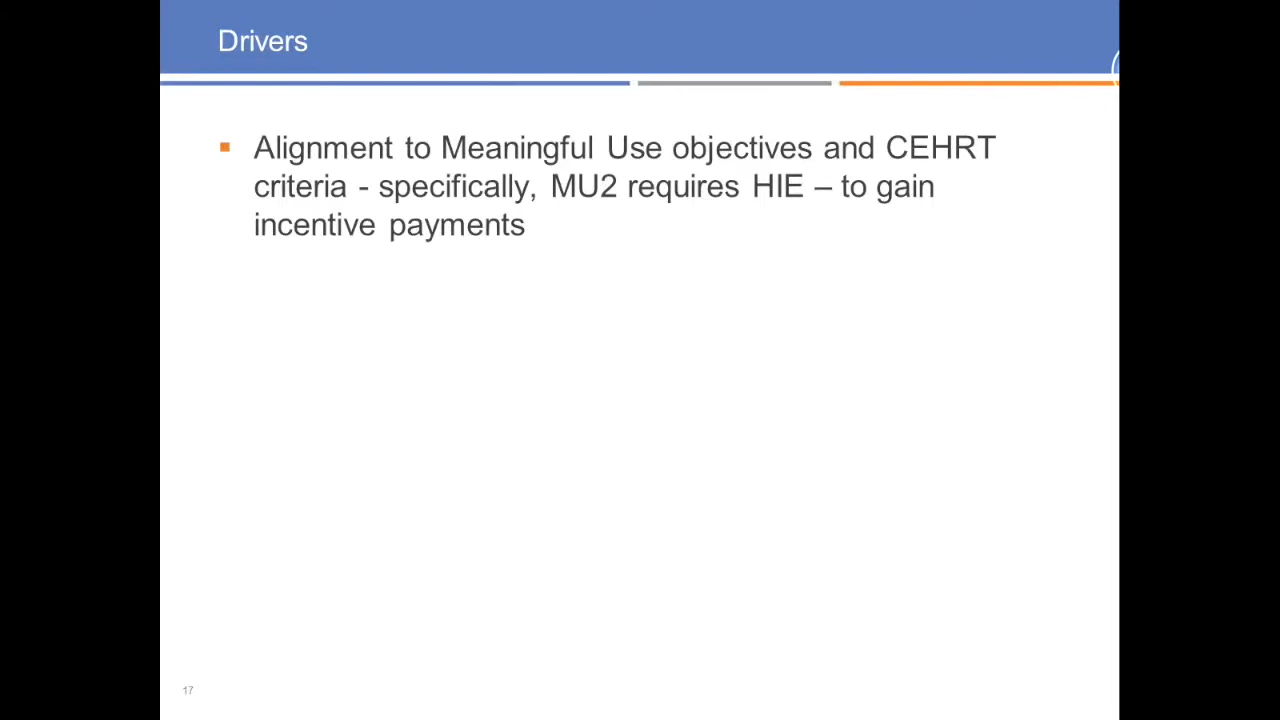 Drivers
Alignment to Meaningful Use objectives and CEHRT
criteria - specifically, MU2 requires HIE – to gain
incentive payments
17